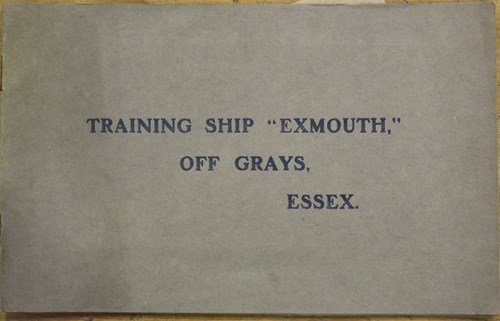 TRAINING SHIP "EXMOUTH,"
OFF GRAYS,
ESSEX.